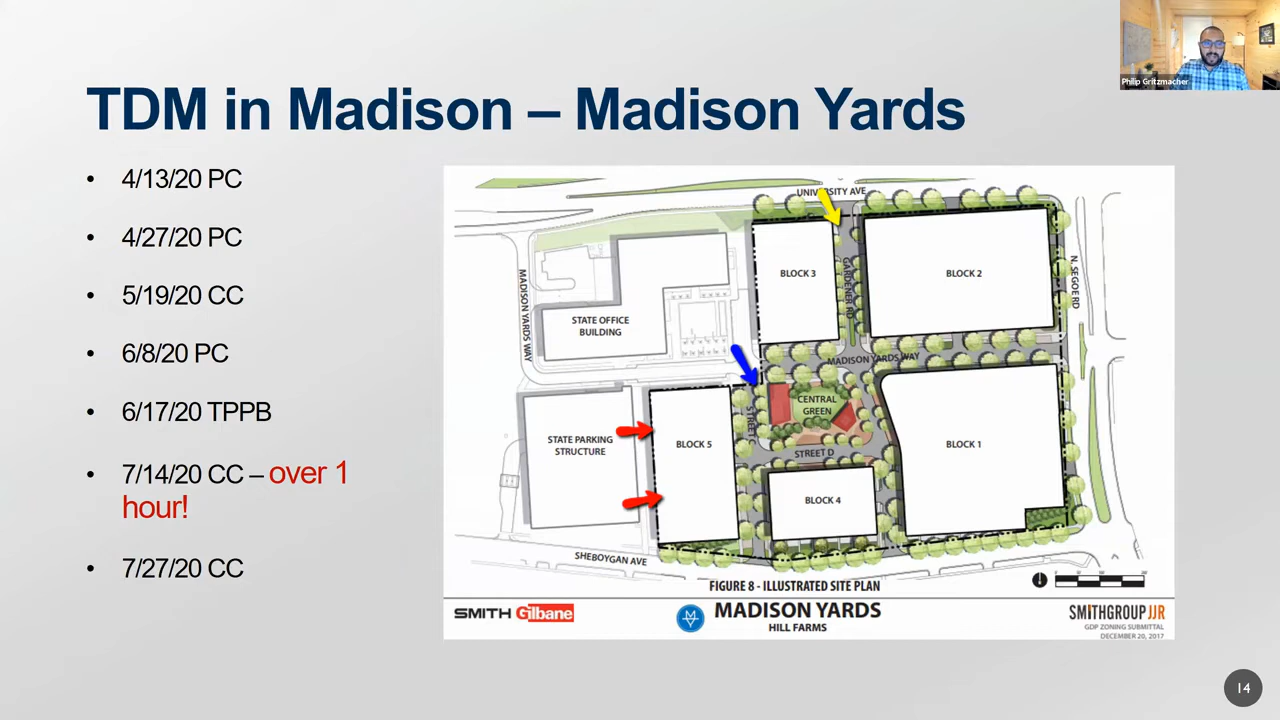 Philip Gritzmacher
TDM in Madison – Madison Yards
• 4/13/20 PC
• 4/27/20 PC
• 5/19/20 CC
• 6/8/20 PC
• 6/17/20 TPPB
• 7/14/20 CC – over 1
hour!
• 7/27/20 CC
UNIVERSITY AVE
BLOCK 3
BLOCK 2
GARDENER RD
N. SEGOE RD
MADISON YARDS WAY
STATE OFFICE
BUILDING
MADISON YARDS WAY
CENTRAL
GREEN
STREET C
STATE PARKING
STRUCTURE
BLOCK 5
BLOCK 1
STREET D
BLOCK 4
SHEBOYGAN AVE
FIGURE 8 - ILLUSTRATED SITE PLAN
SMITH Gilbane
MADISON YARDS
HILL FARMS
SMITHGROUP JJR
GDP ZONING SUBMITTAL
DECEMBER 20, 2017
14